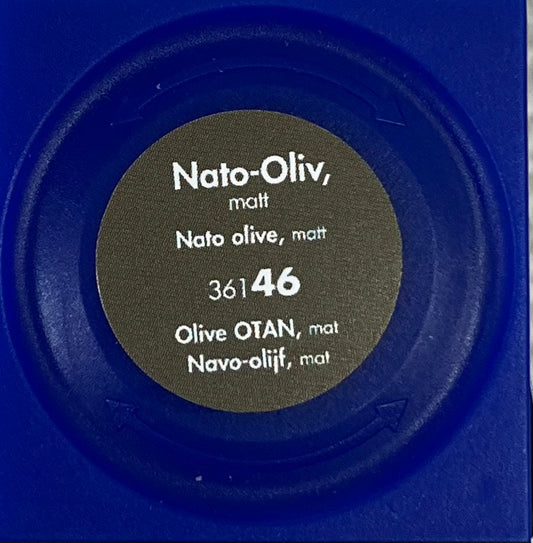 Nato-Oliv,
matt
Nato olive, matt
36146
Olive OTAN, mat
Navo-olijf, mat